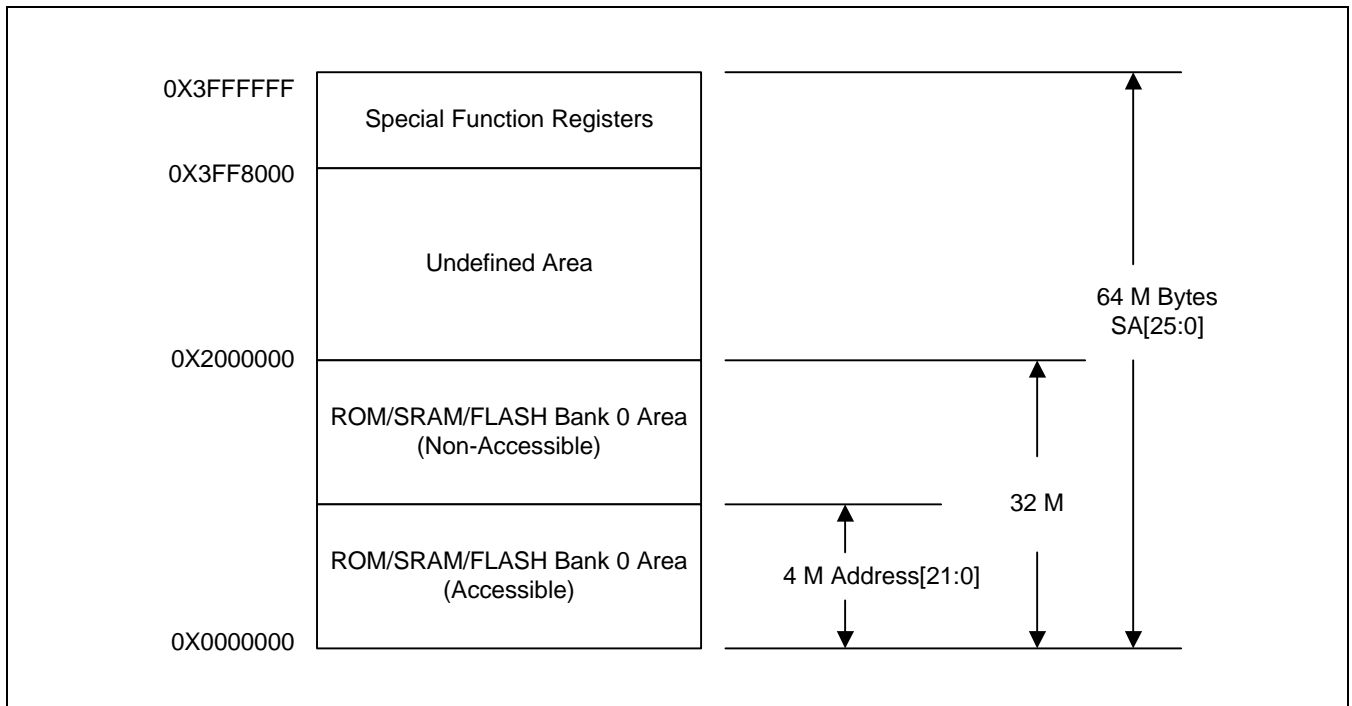 0X3FFFFFF
Special Function Registers
0X3FF8000
Undefined Area
64 M Bytes
SA[25:0]
0X2000000
ROM/SRAM/FLASH Bank 0 Area
(Non-Accessible)
32 M
ROM/SRAM/FLASH Bank 0 Area
(Accessible)
4 M Address[21:0]
0X0000000